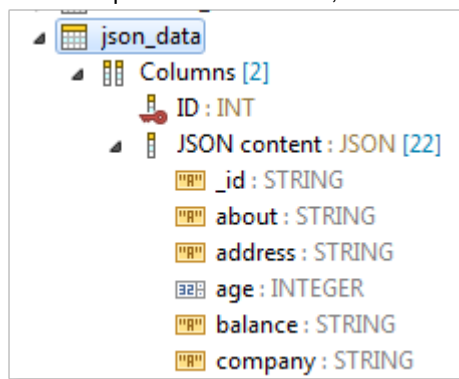 json_data
Columns [2]
ID : INT
JSON content : JSON [22]
"A" _id : STRING
"A" about : STRING
"A" address : STRING
32 age : INTEGER
"A" balance : STRING
"A" company : STRING